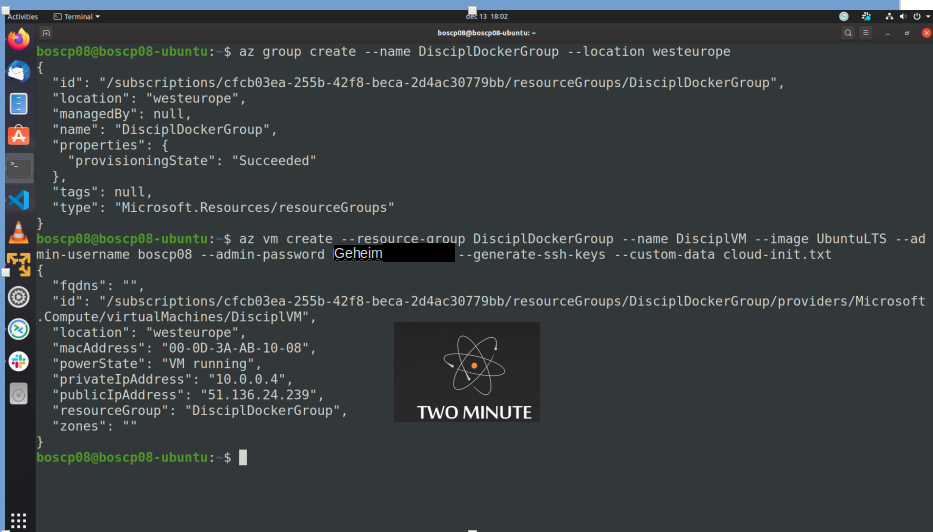 Activities Terminal dec 13 18:02
boscp08@boscp08-ubuntu: ~
boscp08@boscp08-ubuntu:~$ az group create --name DisciplDockerGroup --location westeurope
{
  "id": "/subscriptions/cfcb03ea-255b-42f8-beca-2d4ac30779bb/resourceGroups/DisciplDockerGroup",
  "location": "westeurope",
  "managedBy": null,
  "name": "DisciplDockerGroup",
  "properties": {
    "provisioningState": "Succeeded"
  },
  "tags": null,
  "type": "Microsoft.Resources/resourceGroups"
}
boscp08@boscp08-ubuntu:~$ az vm create --resource-group DisciplDockerGroup --name DisciplVM --image UbuntuLTS --ad
min-username boscp08 --admin-password Geheim --generate-ssh-keys --custom-data cloud-init.txt
{
  "fqdns": "",
  "id": "/subscriptions/cfcb03ea-255b-42f8-beca-2d4ac30779bb/resourceGroups/DisciplDockerGroup/providers/Microsoft
.Compute/virtualMachines/DisciplVM",
  "location": "westeurope",
  "macAddress": "00-0D-3A-AB-10-08",
  "powerState": "VM running",
  "privateIpAddress": "10.0.0.4",
  "publicIpAddress": "51.136.24.239",
  "resourceGroup": "DisciplDockerGroup",
  "zones": ""
}
TWO MINUTE
boscp08@boscp08-ubuntu:~$